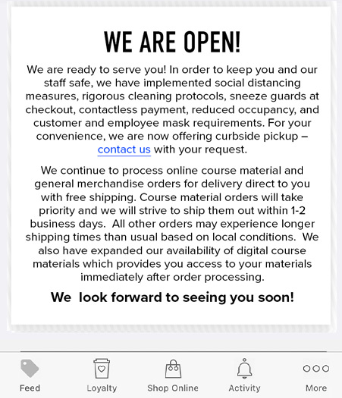 WE ARE OPEN!
We are ready to serve you! In order to keep you and our
staff safe, we have implemented social distancing
measures, rigorous cleaning protocols, sneeze guards at
checkout, contactless payment, reduced occupancy, and
customer and employee mask requirements. For your
convenience, we are now offering curbside pickup –
contact us with your request.
We continue to process online course material and
general merchandise orders for delivery direct to you
with free shipping. Course material orders will take
priority and we will strive to ship them out within 1-2
business days.  All other orders may experience longer
shipping times than usual based on local conditions.  We
also have expanded our availability of digital course
materials which provides you access to your materials
immediately after order processing.
We  look forward to seeing you soon!
Feed Loyalty Shop Online Activity More